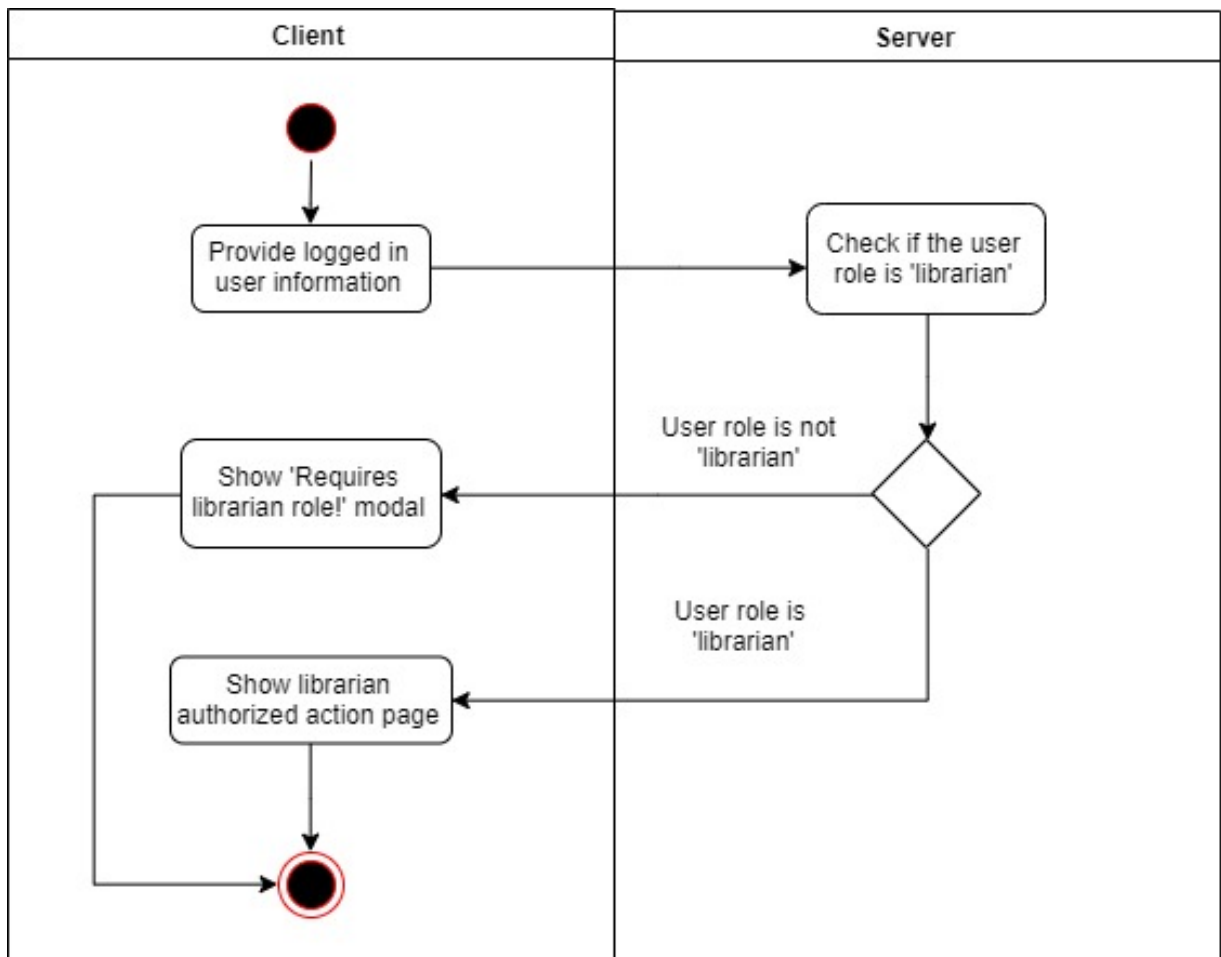 Client
Server
Provide logged in
user information
Check if the user
role is 'librarian'
User role is not
'librarian'
Show 'Requires
librarian role!' modal
User role is
'librarian'
Show librarian
authorized action page